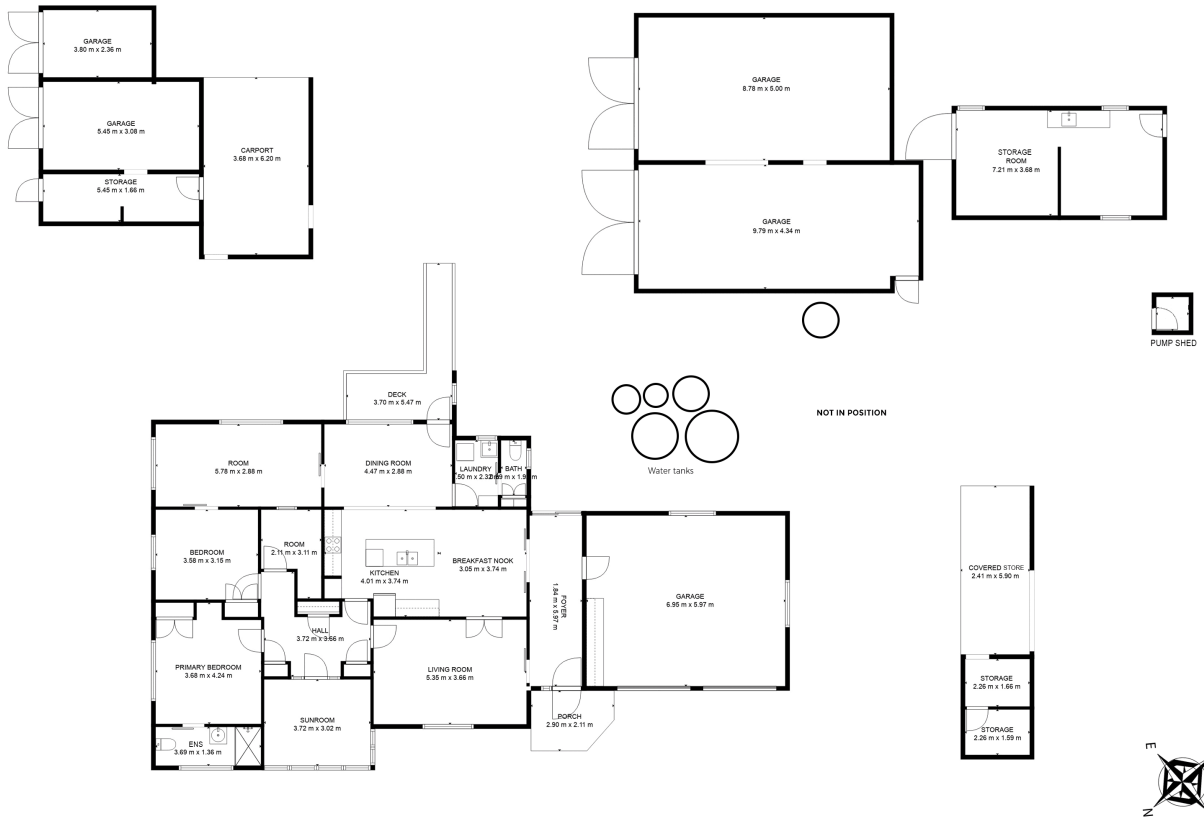 GARAGE
3.80 m x 2.36 m
GARAGE
5.45 m x 3.08 m
STORAGE
5.45 m x 1.66 m
CARPORT
3.68 m x 6.20 m
GARAGE
8.78 m x 5.00 m
GARAGE
9.79 m x 4.34 m
STORAGE
ROOM
7.21 m x 3.68 m
PUMP SHED
NOT IN POSITION
Water tanks
DECK
3.70 m x 5.47 m
ROOM
5.78 m x 2.88 m
DINING ROOM
4.47 m x 2.88 m
LAUNDRY
BATH
BEDROOM
3.58 m x 3.15 m
ROOM
2.11 m x 3.11 m
KITCHEN
4.01 m x 3.74 m
BREAKFAST NOOK
3.05 m x 3.74 m
FOYER
1.84 m x 5.97 m
GARAGE
6.95 m x 5.97 m
HALL
3.72 m x 3.66 m
PRIMARY BEDROOM
3.68 m x 4.24 m
LIVING ROOM
5.35 m x 3.66 m
SUNROOM
3.72 m x 3.02 m
PORCH
2.90 m x 2.11 m
ENS
3.69 m x 1.36 m
COVERED STORE
2.41 m x 5.90 m
STORAGE
2.26 m x 1.66 m
STORAGE
2.26 m x 1.59 m
E
N